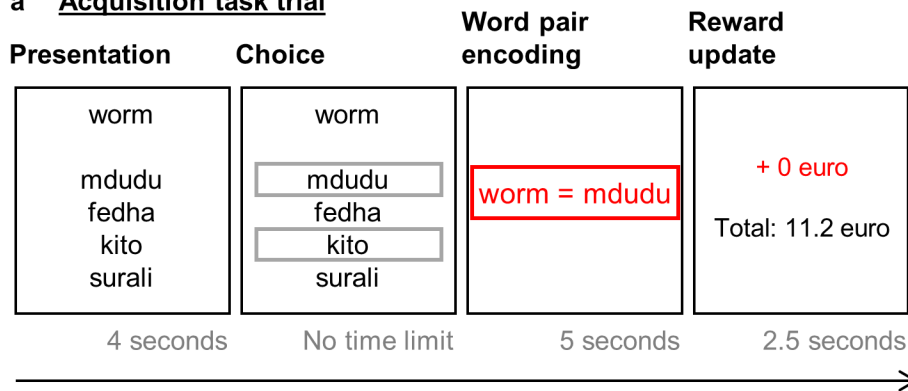 a Acquisition task trial
Presentation
Choice
Word pair
encoding
Reward
update
worm
mdudu
fedha
kito
surali
worm
mdudu
fedha
kito
surali
worm = mdudu
+ 0 euro
Total: 11.2 euro
4 seconds
No time limit
5 seconds
2.5 seconds